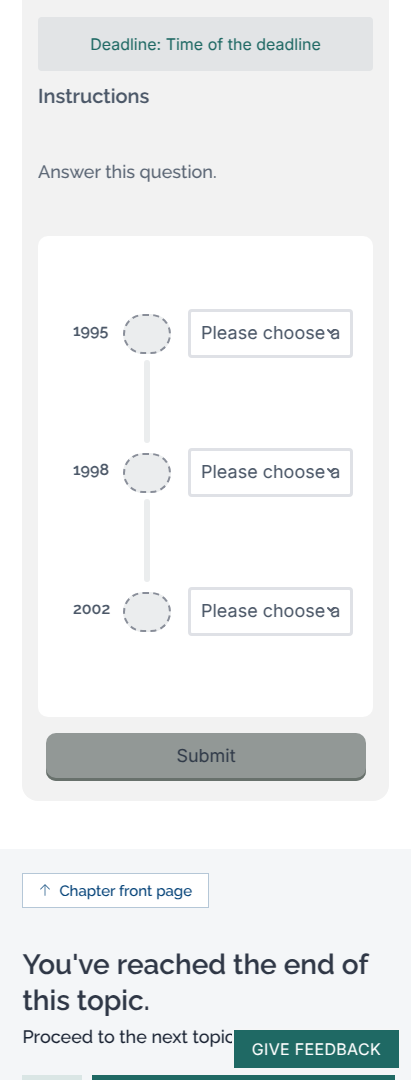 Deadline: Time of the deadline
Instructions
Answer this question.
1995
Please choose a
1998
Please choose a
2002
Please choose a
Submit
↑ Chapter front page
You've reached the end of
this topic.
Proceed to the next topic
GIVE FEEDBACK